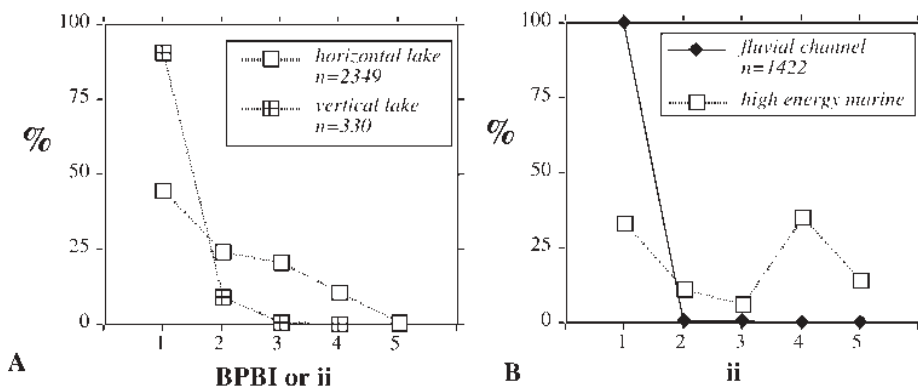 100
75
50
25
0
%
horizontal lake
n=2349
vertical lake
n=330
1 2 3 4 5
A
BPBI or ii
100
75
50
25
0
%
fluvial channel
n=1422
high energy marine
1 2 3 4 5
B
ii